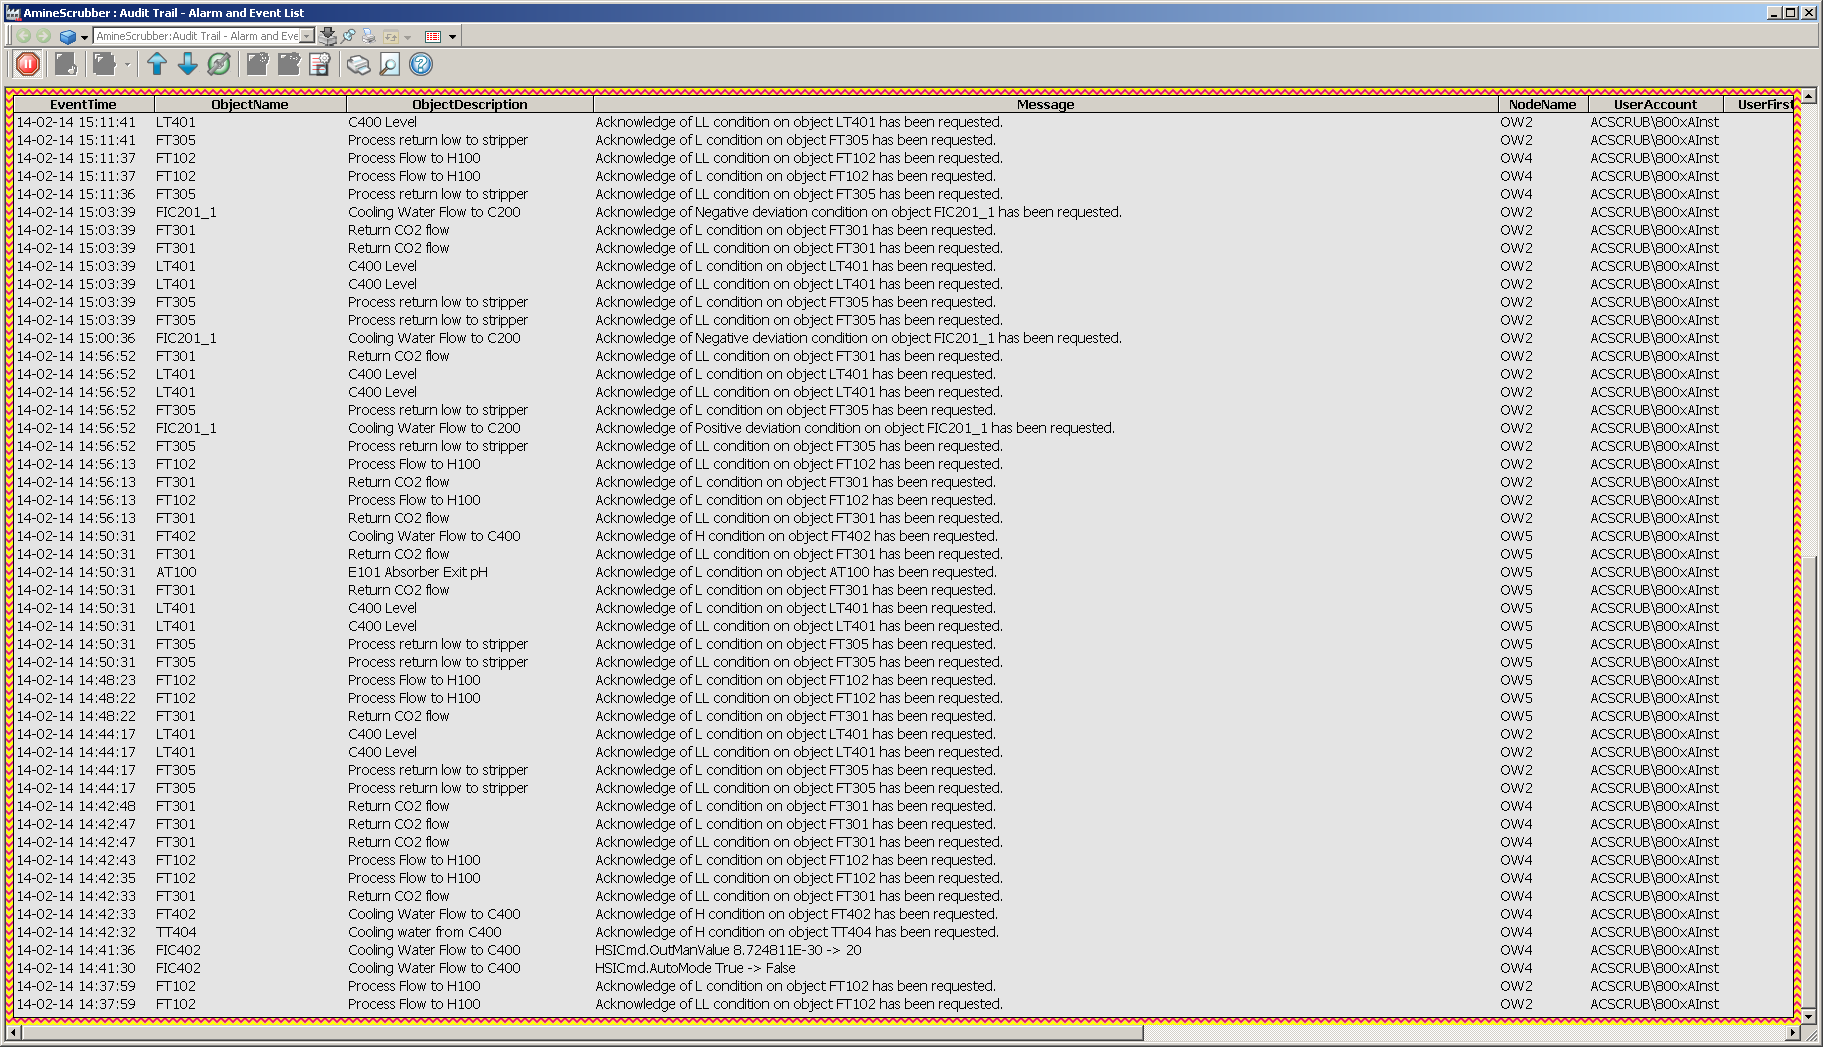 AmineScrubber : Audit Trail - Alarm and Event List
AmineScrubber:Audit Trail - Alarm and Eve
EventTime ObjectName ObjectDescription Message NodeName UserAccount UserFirst
14-02-14 15:11:41 LT401 C400 Level Acknowledge of LL condition on object LT401 has been requested. OW2 ACSCRUB\800xAInst
14-02-14 15:11:41 FT305 Process return low to stripper Acknowledge of L condition on object FT305 has been requested. OW2 ACSCRUB\800xAInst
14-02-14 15:11:37 FT102 Process Flow to H100 Acknowledge of LL condition on object FT102 has been requested. OW4 ACSCRUB\800xAInst
14-02-14 15:11:37 FT102 Process Flow to H100 Acknowledge of L condition on object FT102 has been requested. OW4 ACSCRUB\800xAInst
14-02-14 15:11:36 FT305 Process return low to stripper Acknowledge of LL condition on object FT305 has been requested. OW4 ACSCRUB\800xAInst
14-02-14 15:03:39 FIC201_1 Cooling Water Flow to C200 Acknowledge of Negative deviation condition on object FIC201_1 has been requested. OW2 ACSCRUB\800xAInst
14-02-14 15:03:39 FT301 Return CO2 flow Acknowledge of L condition on object FT301 has been requested. OW2 ACSCRUB\800xAInst
14-02-14 15:03:39 FT301 Return CO2 flow Acknowledge of LL condition on object FT301 has been requested. OW2 ACSCRUB\800xAInst
14-02-14 15:03:39 LT401 C400 Level Acknowledge of L condition on object LT401 has been requested. OW2 ACSCRUB\800xAInst
14-02-14 15:03:39 LT401 C400 Level Acknowledge of LL condition on object LT401 has been requested. OW2 ACSCRUB\800xAInst
14-02-14 15:03:39 FT305 Process return low to stripper Acknowledge of L condition on object FT305 has been requested. OW2 ACSCRUB\800xAInst
14-02-14 15:03:39 FT305 Process return low to stripper Acknowledge of LL condition on object FT305 has been requested. OW2 ACSCRUB\800xAInst
14-02-14 15:00:36 FIC201_1 Cooling Water Flow to C200 Acknowledge of Negative deviation condition on object FIC201_1 has been requested. OW2 ACSCRUB\800xAInst
14-02-14 14:56:52 FT301 Return CO2 flow Acknowledge of LL condition on object FT301 has been requested. OW2 ACSCRUB\800xAInst
14-02-14 14:56:52 LT401 C400 Level Acknowledge of LL condition on object LT401 has been requested. OW2 ACSCRUB\800xAInst
14-02-14 14:56:52 LT401 C400 Level Acknowledge of L condition on object LT401 has been requested. OW2 ACSCRUB\800xAInst
14-02-14 14:56:52 FT305 Process return low to stripper Acknowledge of L condition on object FT305 has been requested. OW2 ACSCRUB\800xAInst
14-02-14 14:56:52 FIC201_1 Cooling Water Flow to C200 Acknowledge of Positive deviation condition on object FIC201_1 has been requested. OW2 ACSCRUB\800xAInst
14-02-14 14:56:52 FT305 Process return low to stripper Acknowledge of LL condition on object FT305 has been requested. OW2 ACSCRUB\800xAInst
14-02-14 14:56:13 FT102 Process Flow to H100 Acknowledge of LL condition on object FT102 has been requested. OW2 ACSCRUB\800xAInst
14-02-14 14:56:13 FT301 Return CO2 flow Acknowledge of L condition on object FT301 has been requested. OW2 ACSCRUB\800xAInst
14-02-14 14:56:13 FT102 Process Flow to H100 Acknowledge of L condition on object FT102 has been requested. OW2 ACSCRUB\800xAInst
14-02-14 14:56:13 FT301 Return CO2 flow Acknowledge of LL condition on object FT301 has been requested. OW2 ACSCRUB\800xAInst
14-02-14 14:50:31 FT402 Cooling Water Flow to C400 Acknowledge of H condition on object FT402 has been requested. OW5 ACSCRUB\800xAInst
14-02-14 14:50:31 FT301 Return CO2 flow Acknowledge of LL condition on object FT301 has been requested. OW5 ACSCRUB\800xAInst
14-02-14 14:50:31 AT100 E101 Absorber Exit pH Acknowledge of L condition on object AT100 has been requested. OW5 ACSCRUB\800xAInst
14-02-14 14:50:31 FT301 Return CO2 flow Acknowledge of L condition on object FT301 has been requested. OW5 ACSCRUB\800xAInst
14-02-14 14:50:31 LT401 C400 Level Acknowledge of L condition on object LT401 has been requested. OW5 ACSCRUB\800xAInst
14-02-14 14:50:31 LT401 C400 Level Acknowledge of LL condition on object LT401 has been requested. OW5 ACSCRUB\800xAInst
14-02-14 14:50:31 FT305 Process return low to stripper Acknowledge of L condition on object FT305 has been requested. OW5 ACSCRUB\800xAInst
14-02-14 14:50:31 FT305 Process return low to stripper Acknowledge of LL condition on object FT305 has been requested. OW5 ACSCRUB\800xAInst
14-02-14 14:48:23 FT102 Process Flow to H100 Acknowledge of L condition on object FT102 has been requested. OW5 ACSCRUB\800xAInst
14-02-14 14:48:22 FT102 Process Flow to H100 Acknowledge of LL condition on object FT102 has been requested. OW5 ACSCRUB\800xAInst
14-02-14 14:48:22 FT301 Return CO2 flow Acknowledge of L condition on object FT301 has been requested. OW5 ACSCRUB\800xAInst
14-02-14 14:44:17 LT401 C400 Level Acknowledge of L condition on object LT401 has been requested. OW2 ACSCRUB\800xAInst
14-02-14 14:44:17 LT401 C400 Level Acknowledge of LL condition on object LT401 has been requested. OW2 ACSCRUB\800xAInst
14-02-14 14:44:17 FT305 Process return low to stripper Acknowledge of L condition on object FT305 has been requested. OW2 ACSCRUB\800xAInst
14-02-14 14:44:17 FT305 Process return low to stripper Acknowledge of LL condition on object FT305 has been requested. OW2 ACSCRUB\800xAInst
14-02-14 14:42:48 FT301 Return CO2 flow Acknowledge of L condition on object FT301 has been requested. OW4 ACSCRUB\800xAInst
14-02-14 14:42:47 FT301 Return CO2 flow Acknowledge of L condition on object FT301 has been requested. OW4 ACSCRUB\800xAInst
14-02-14 14:42:47 FT301 Return CO2 flow Acknowledge of LL condition on object FT301 has been requested. OW4 ACSCRUB\800xAInst
14-02-14 14:42:43 FT102 Process Flow to H100 Acknowledge of L condition on object FT102 has been requested. OW4 ACSCRUB\800xAInst
14-02-14 14:42:35 FT102 Process Flow to H100 Acknowledge of LL condition on object FT102 has been requested. OW4 ACSCRUB\800xAInst
14-02-14 14:42:33 FT301 Return CO2 flow Acknowledge of LL condition on object FT301 has been requested. OW4 ACSCRUB\800xAInst
14-02-14 14:42:33 FT402 Cooling Water Flow to C400 Acknowledge of H condition on object FT402 has been requested. OW4 ACSCRUB\800xAInst
14-02-14 14:42:32 TT404 Cooling water from C400 Acknowledge of H condition on object TT404 has been requested. OW4 ACSCRUB\800xAInst
14-02-14 14:41:36 FIC402 Cooling Water Flow to C400 HSICmd.OutManValue 8.724811E-30 -> 20 OW4 ACSCRUB\800xAInst
14-02-14 14:41:30 FIC402 Cooling Water Flow to C400 HSICmd.AutoMode True -> False OW4 ACSCRUB\800xAInst
14-02-14 14:37:59 FT102 Process Flow to H100 Acknowledge of L condition on object FT102 has been requested. OW2 ACSCRUB\800xAInst
14-02-14 14:37:59 FT102 Process Flow to H100 Acknowledge of LL condition on object FT102 has been requested. OW2 ACSCRUB\800xAInst